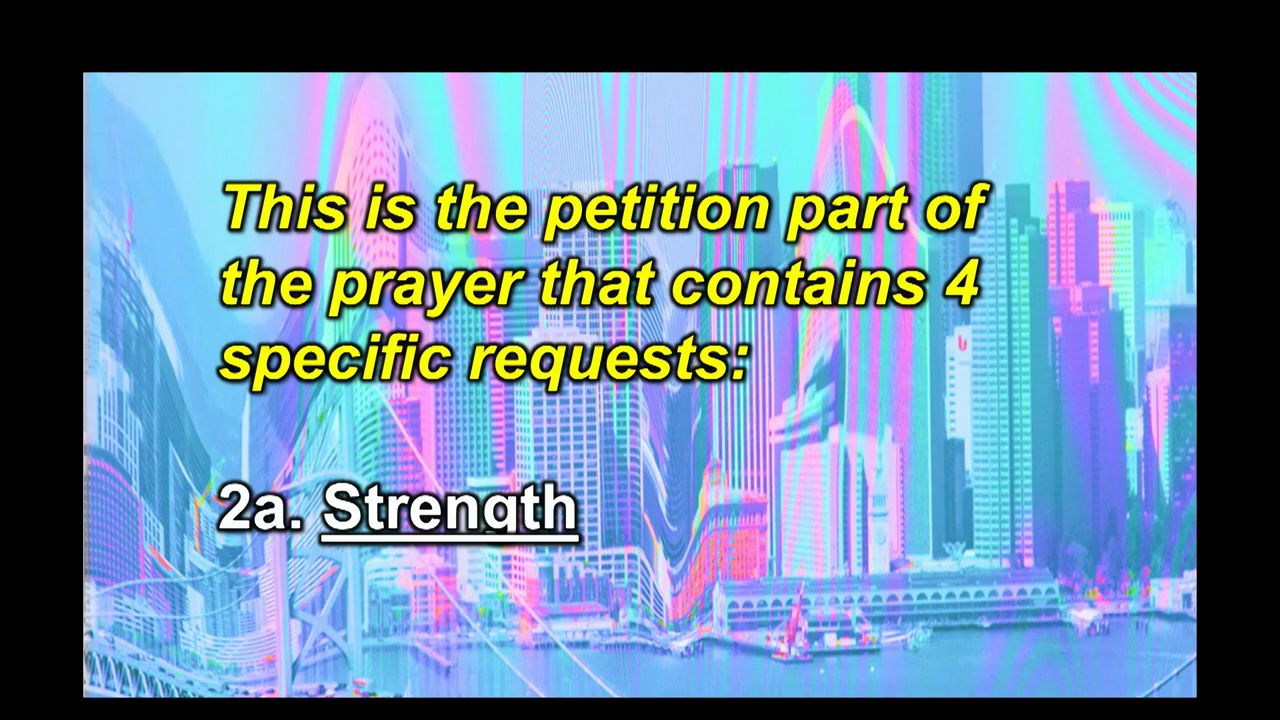 This is the petition part of
the prayer that contains 4
specific requests:
2a. Strength